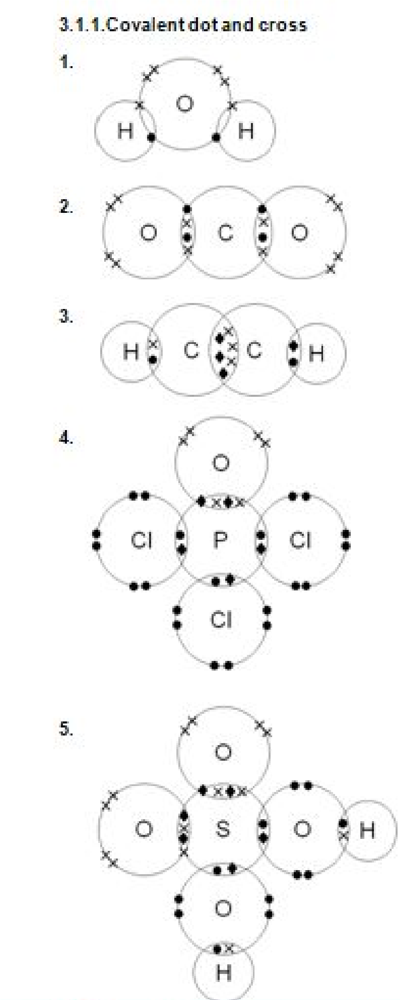 3.1.1.Covalent dot and cross
1.
O
H H
2.
O C O
3.
H C C H
4.
O
Cl P Cl
Cl
5.
O
O S O H
O
H